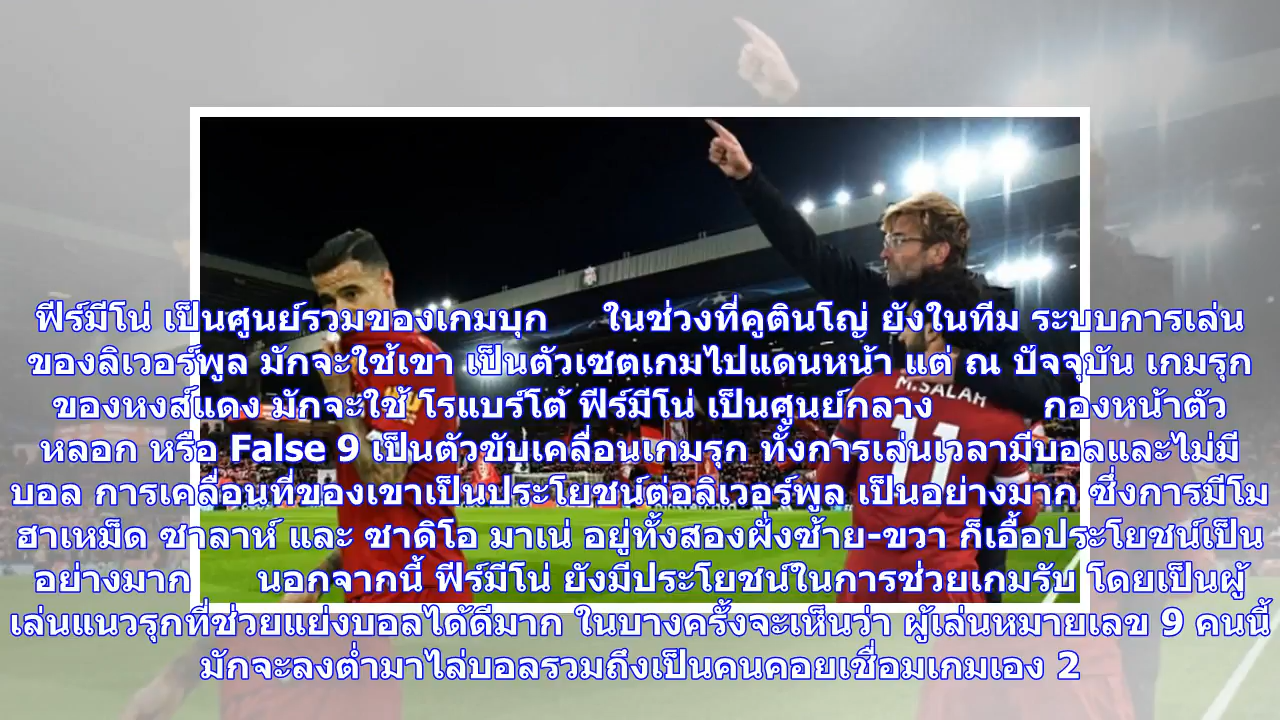 ฟีร์มีโน่ เป็นศูนย์รวมของเกมบุก ในช่วงที่คูตินโญ่ ยังในทีม ระบบการเล่น
ของลิเวอร์พูล มักจะใช้เขา เป็นตัวเซตเกมไปแดนหน้า แต่ ณ ปัจจุบัน เกมรุก
ของหงส์แดง มักจะใช้ โรแบร์โต้ ฟีร์มีโน่ เป็นศูนย์กลาง กองหน้าตัว
หลอก หรือ False 9 เป็นตัวขับเคลื่อนเกมรุก ทั้งการเล่นเวลามีบอลและไม่มี
บอล การเคลื่อนที่ของเขาเป็นประโยชน์ต่อลิเวอร์พูล เป็นอย่างมาก ซึ่งการมีโม
ฮาเหม็ด ซาลาห์ และ ซาดิโอ มาเน่ อยู่ทั้งสองฝั่งซ้าย-ขวา ก็เอื้อประโยชน์เป็น
อย่างมาก นอกจากนี้ ฟีร์มีโน่ ยังมีประโยชน์ในการช่วยเกมรับ โดยเป็นผู้
เล่นแนวรุกที่ช่วยแย่งบอลได้ดีมาก ในบางครั้งจะเห็นว่า ผู้เล่นหมายเลข 9 คนนี้
มักจะลงต่ำมาไล่บอลรวมถึงเป็นคนคอยเชื่อมเกมเอง 2
M.SALAH
11